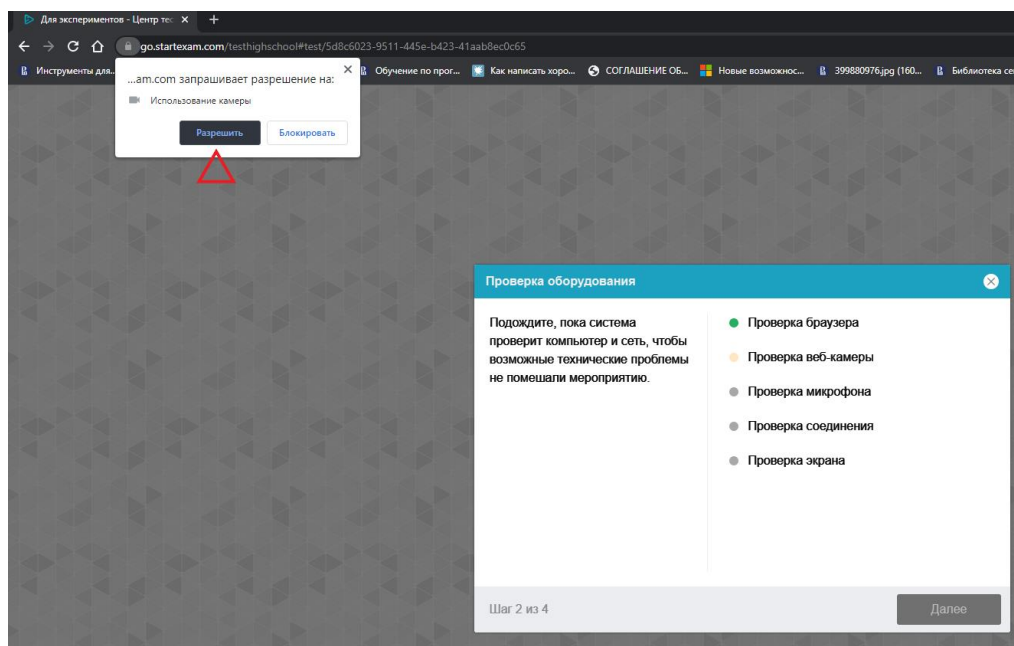 Для экспериментов - Центр тес
go.startexam.com/testhighschool#test/5d8c6023-9511-445e-b423-41aab8ec0c65
Инструменты для...
Обучение по прог...
Как написать хоро...
СОГЛАШЕНИЕ ОБ...
Новые возможнос...
399880976.jpg (160...
Библиотека се
...am.com запрашивает разрешение на:
Использование камеры
Разрешить
Блокировать
Проверка оборудования
Подождите, пока система
проверит компьютер и сеть, чтобы
возможные технические проблемы
не помешали мероприятию.
Проверка браузера
Проверка веб-камеры
Проверка микрофона
Проверка соединения
Проверка экрана
Шаг 2 из 4
Далее